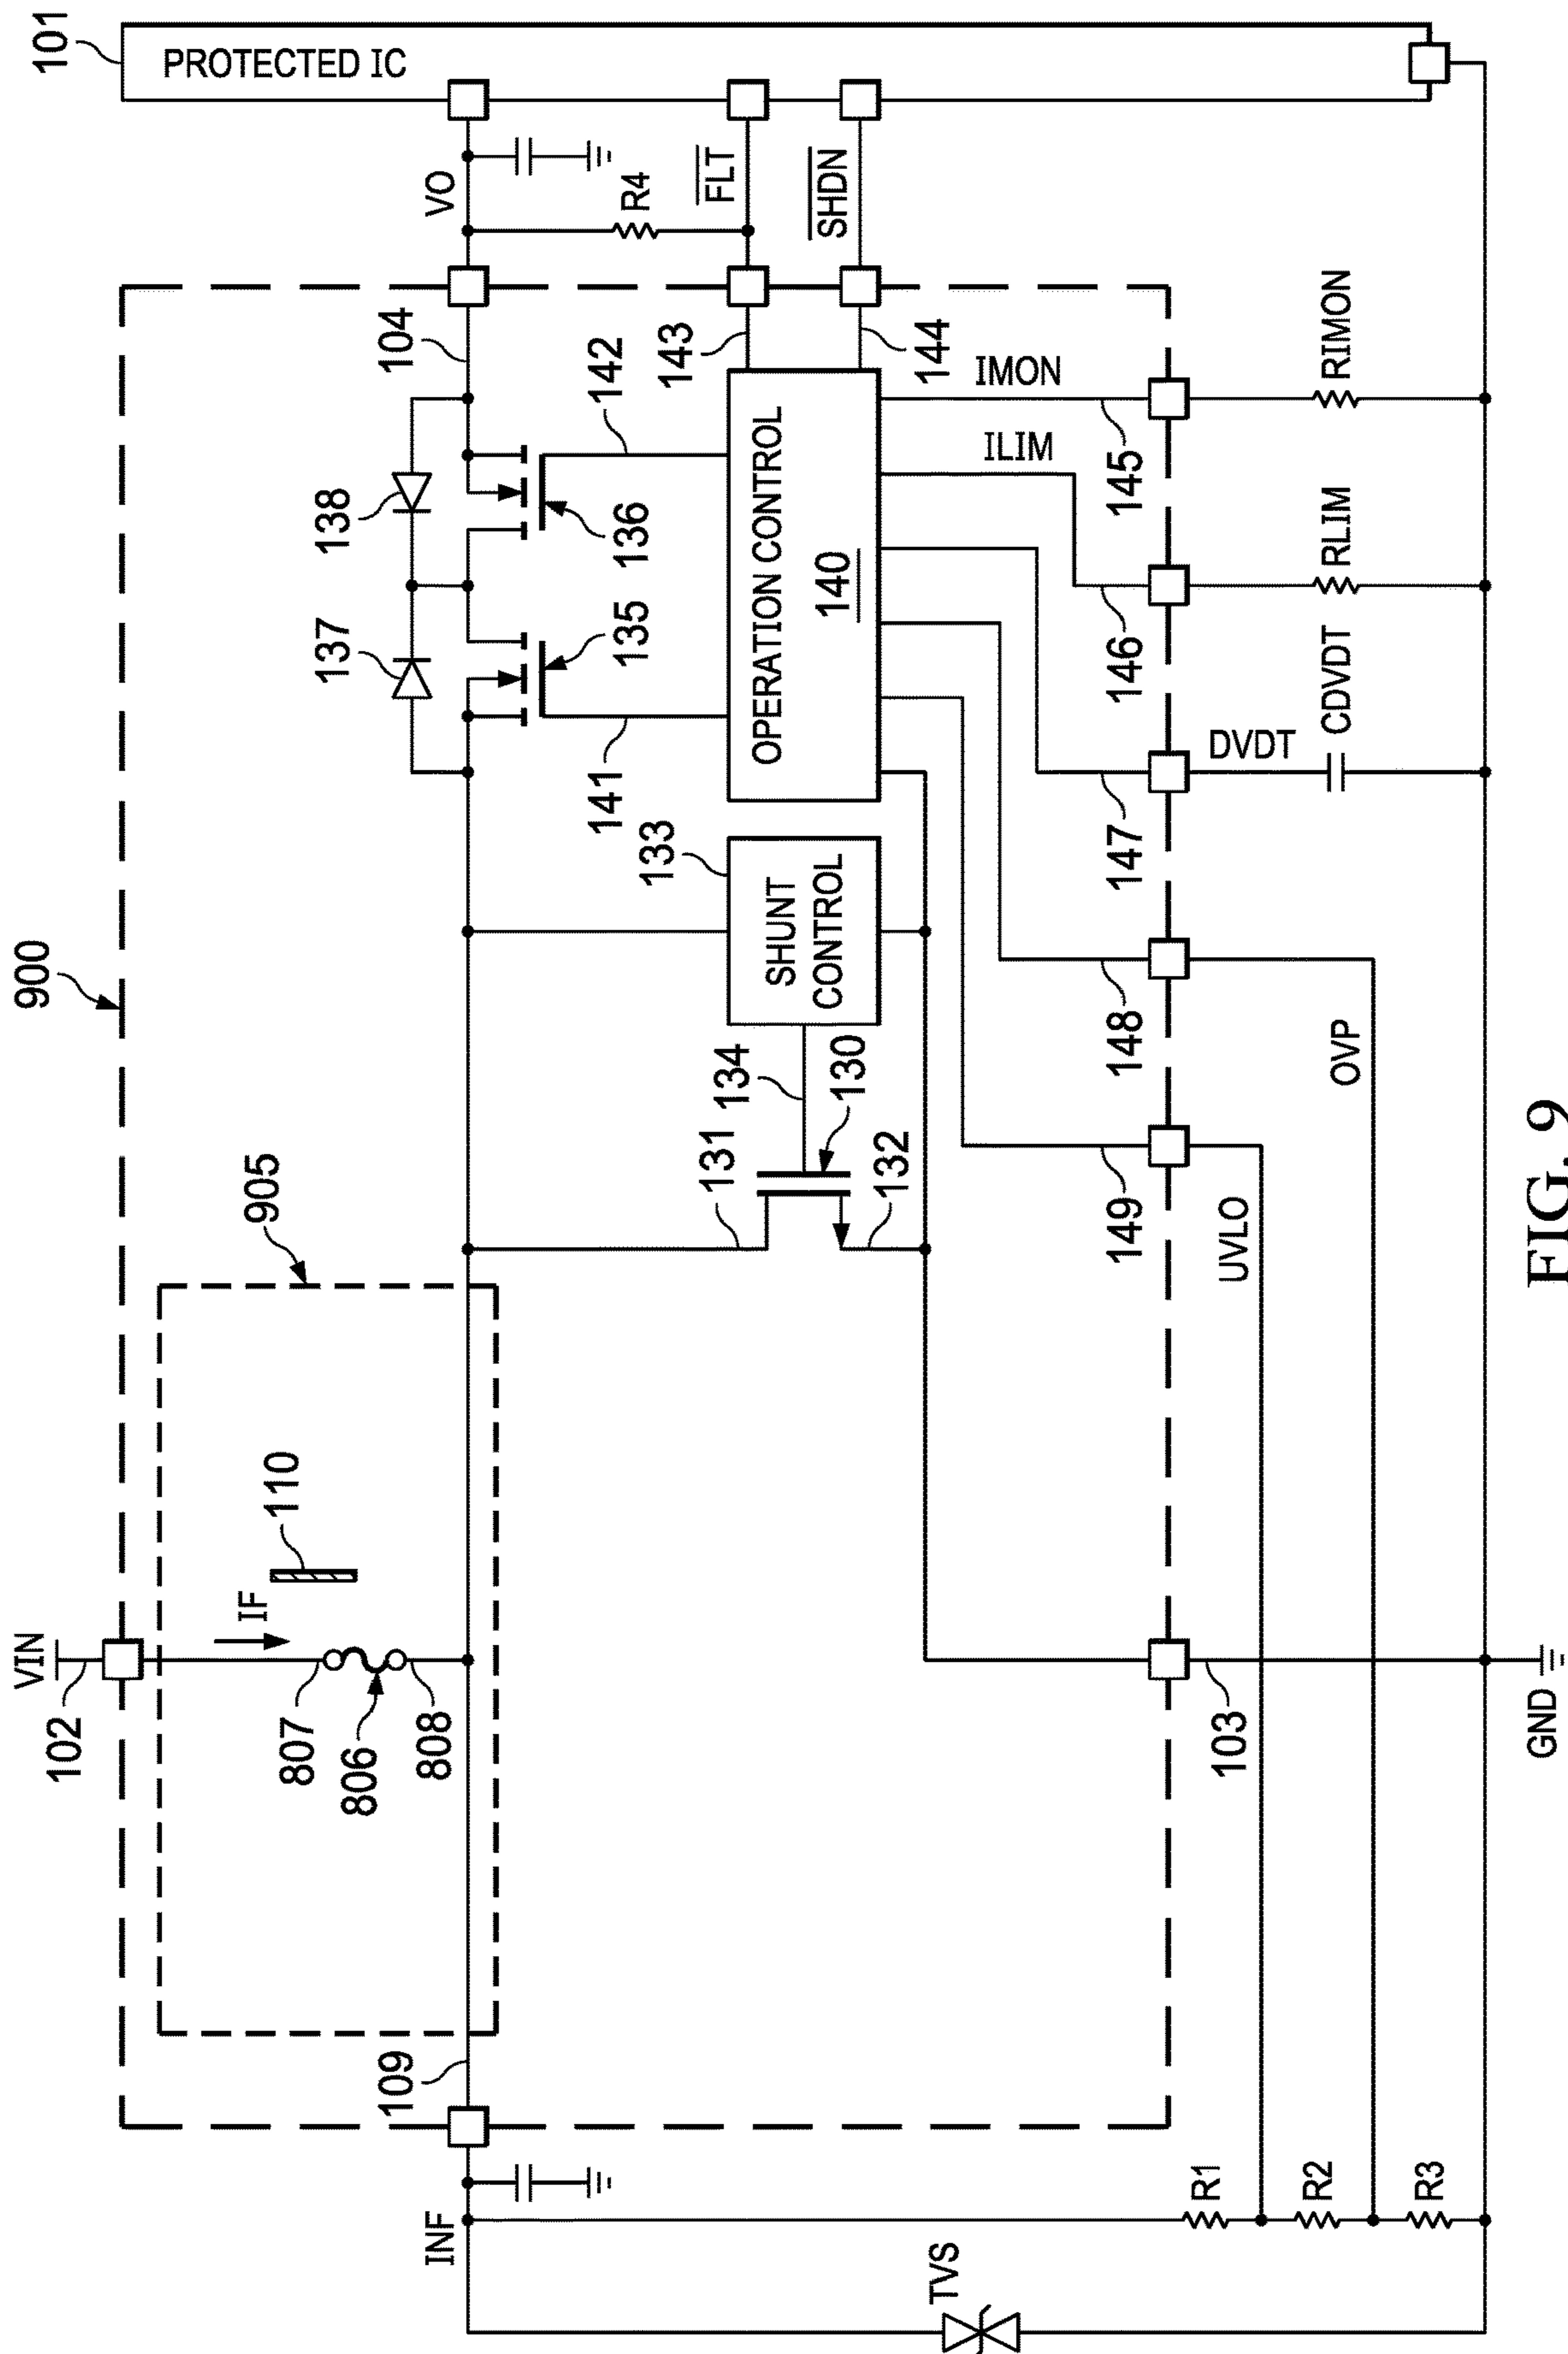 900
101
PROTECTED IC
VIN
102
905
IF
110
807
806
808
109
INF
137
138
104
VO
R4
FLT
SHDN
135
136
141
142
143
144
OPERATION CONTROL
140
SHUNT
CONTROL
133
134
130
131
132
IMON
ILIM
145
146
147
148
149
103
UVLO
OVP
DVDT
CDVDT
RLIM
RIMON
TVS
R1
R2
R3
GND
FIG. 9